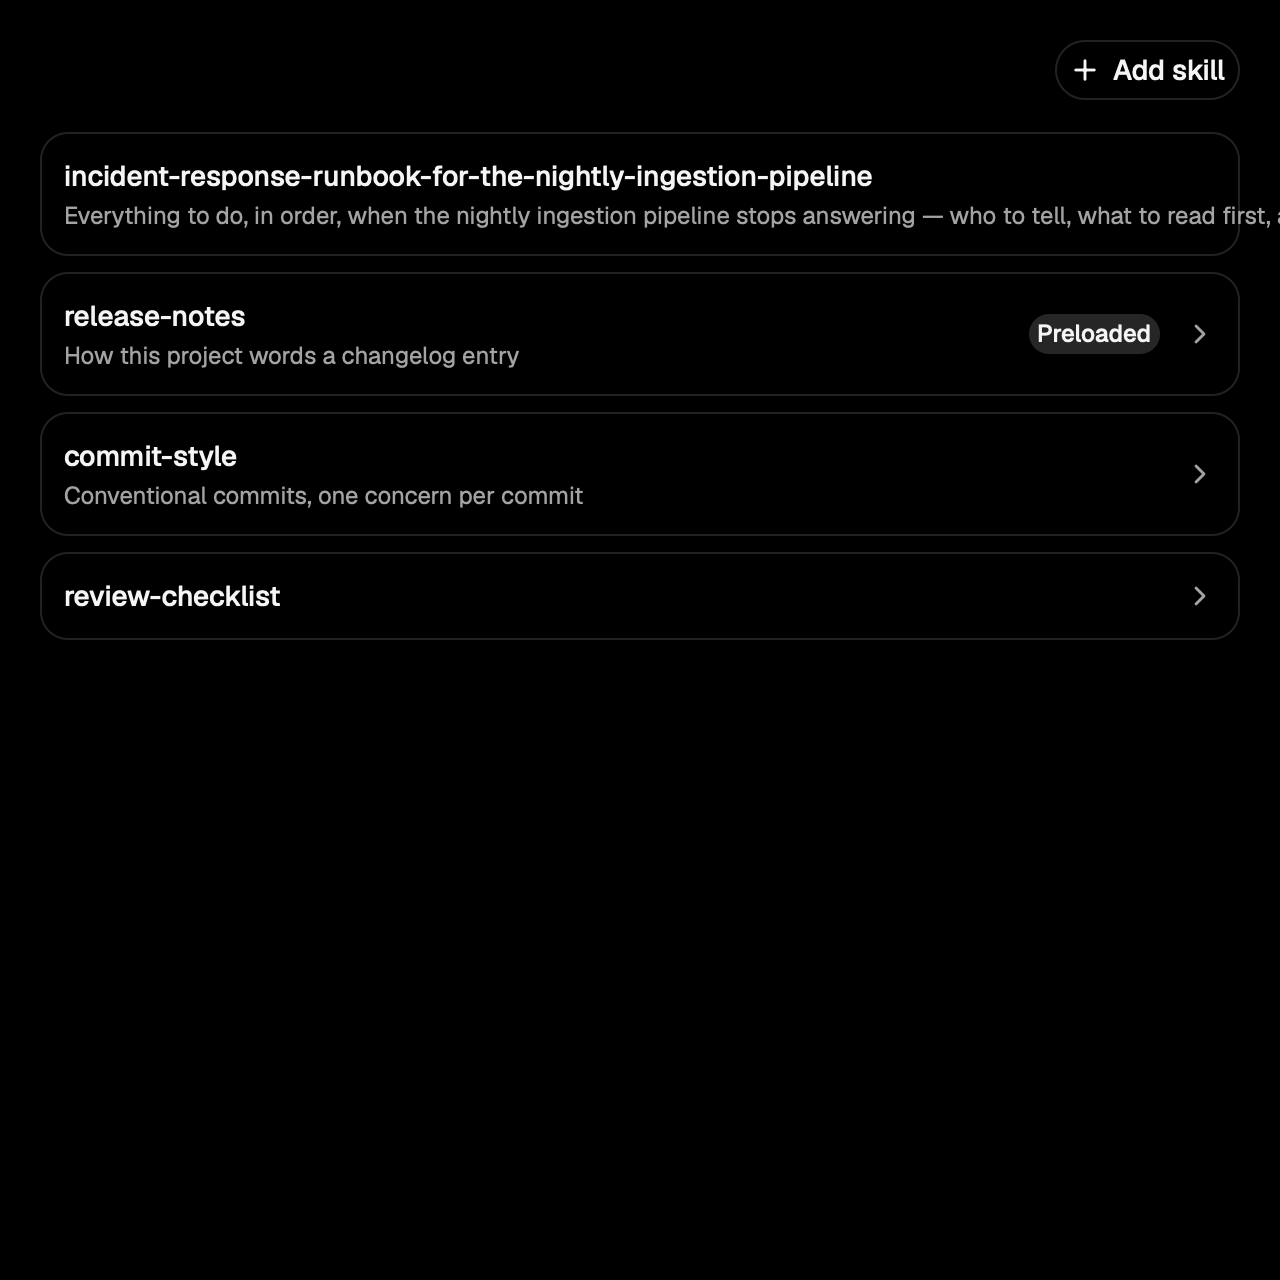 Add skill
incident-response-runbook-for-the-nightly-ingestion-pipeline
Everything to do, in order, when the nightly ingestion pipeline stops answering — who to tell, what to read first,
release-notes
How this project words a changelog entry
Preloaded
commit-style
Conventional commits, one concern per commit
review-checklist